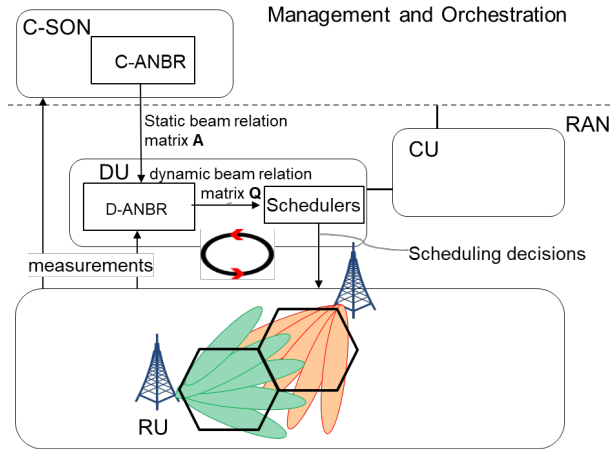 Management and Orchestration
C-SON
C-ANBR
Static beam relation
matrix A
RAN
CU
DU
dynamic beam relation
matrix Q
D-ANBR
Schedulers
Scheduling decisions
measurements
RU